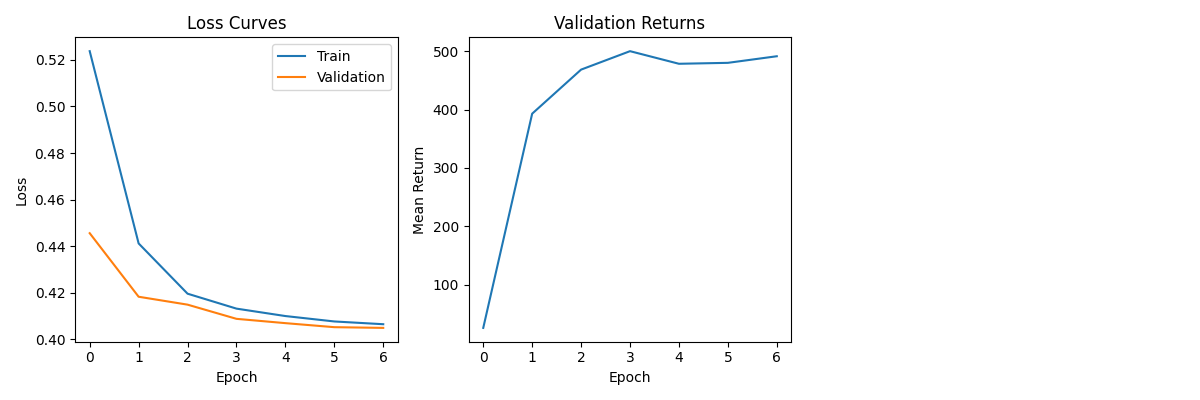 Loss Curves
Train
Validation
0.52
0.50
0.48
0.46
0.44
0.42
0.40
Loss
0 1 2 3 4 5 6
Epoch
Validation Returns
500
400
300
200
100
Mean Return
0 1 2 3 4 5 6
Epoch